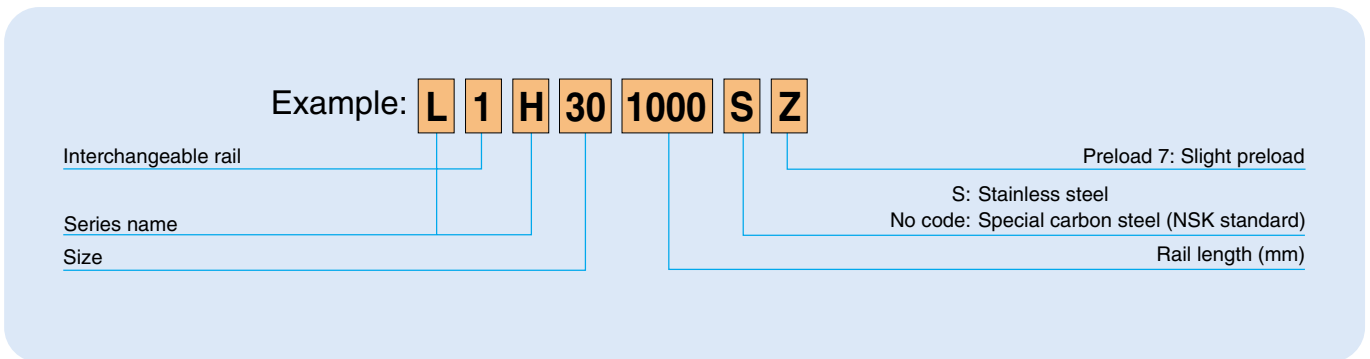 Example: L 1 H 30 1000 S Z
Interchangeable rail
Preload 7: Slight preload
S: Stainless steel
No code: Special carbon steel (NSK standard)
Series name
Size
Rail length (mm)